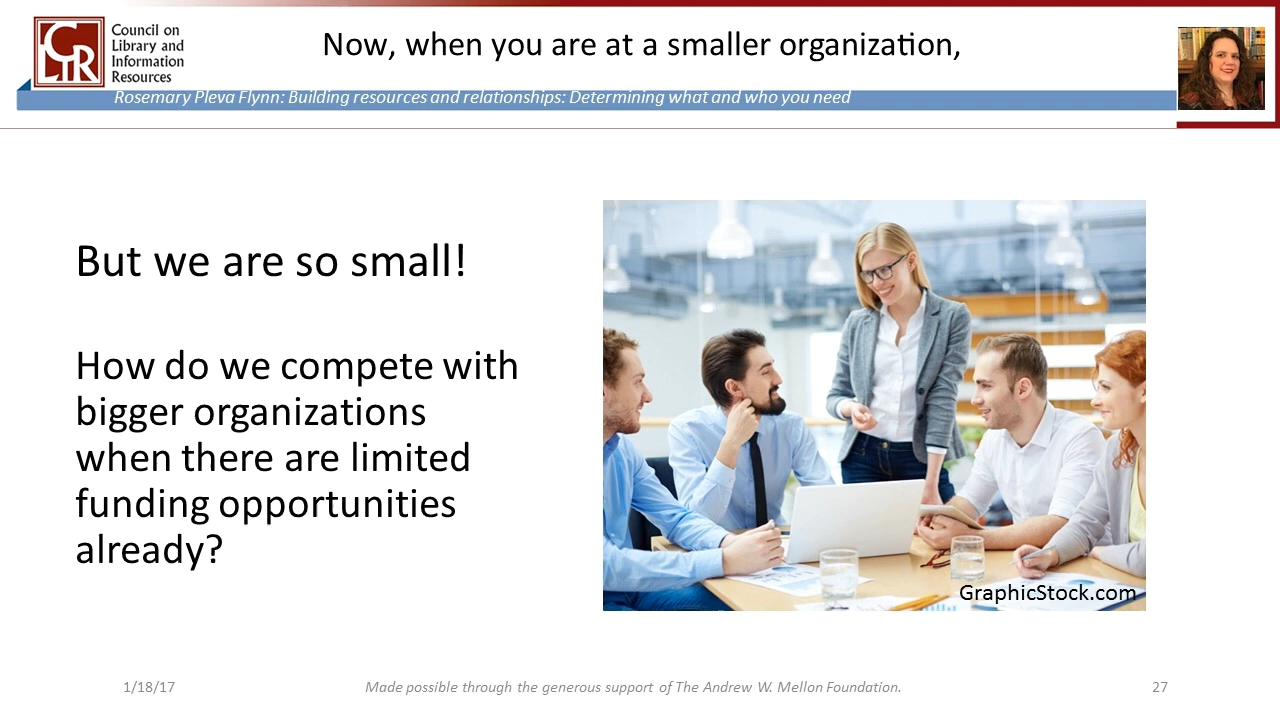 CLIR
Council on
Library and
Information
Resources
Now, when you are at a smaller organization,
Rosemary Pleva Flynn: Building resources and relationships: Determining what and who you need
But we are so small!
How do we compete with
bigger organizations
when there are limited
funding opportunities
already?
GraphicStock.com
1/18/17
Made possible through the generous support of The Andrew W. Mellon Foundation.
27